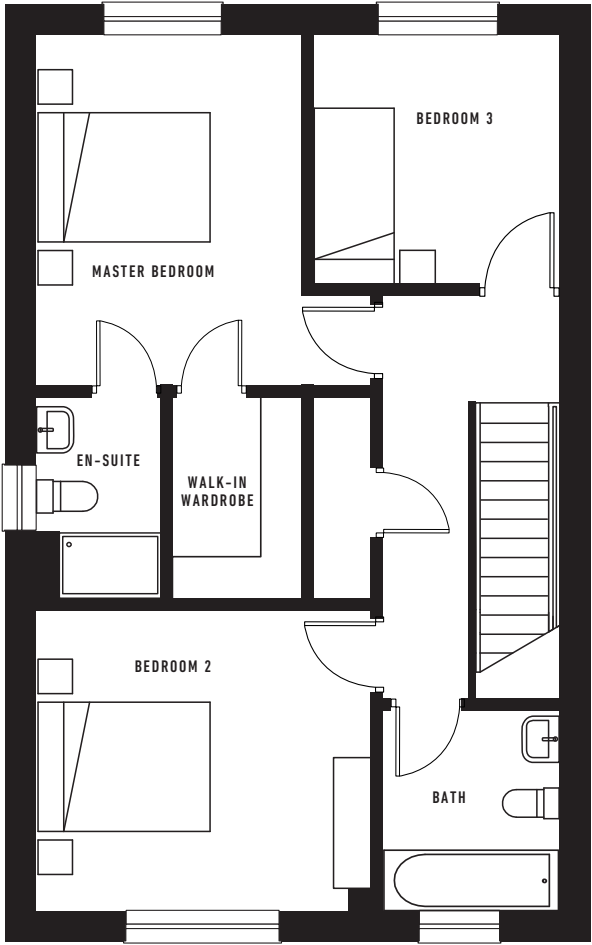 BEDROOM 3
MASTER BEDROOM
EN-SUITE
WALK-IN
WARDROBE
BEDROOM 2
BATH